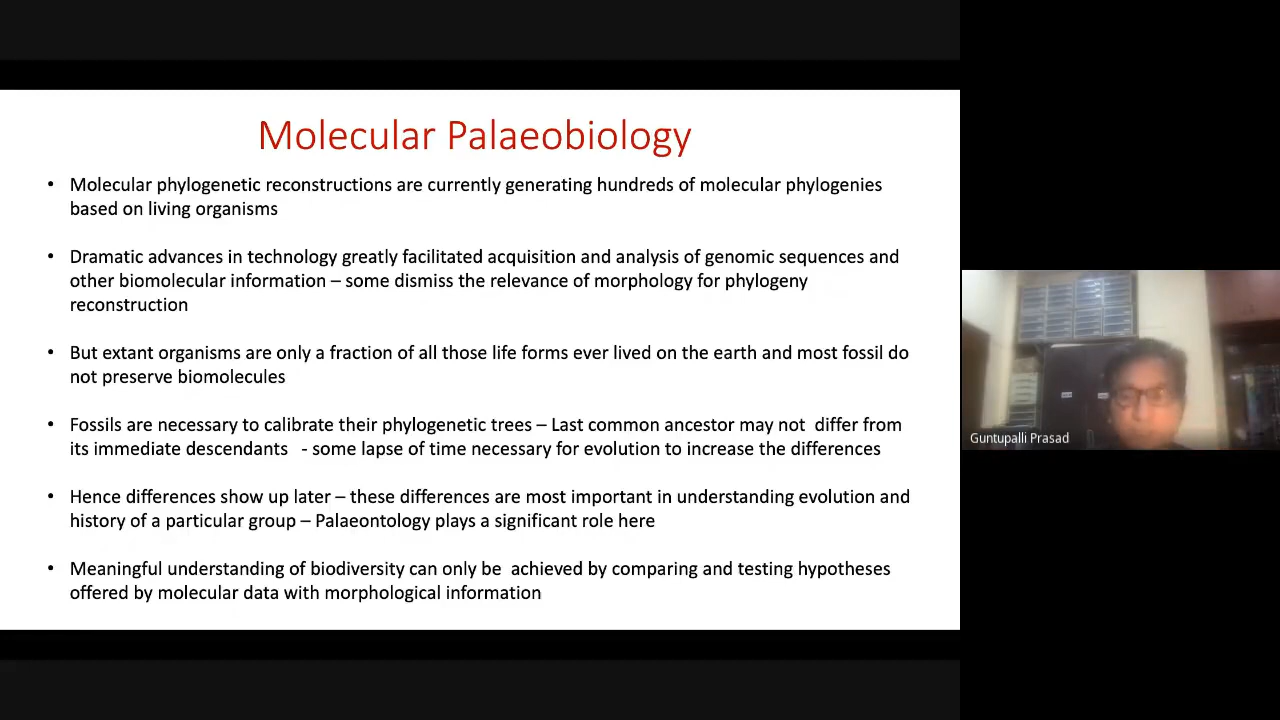 Molecular Palaeobiology
• Molecular phylogenetic reconstructions are currently generating hundreds of molecular phylogenies
based on living organisms
• Dramatic advances in technology greatly facilitated acquisition and analysis of genomic sequences and
other biomolecular information – some dismiss the relevance of morphology for phylogeny
reconstruction
• But extant organisms are only a fraction of all those life forms ever lived on the earth and most fossil do
not preserve biomolecules
• Fossils are necessary to calibrate their phylogenetic trees – Last common ancestor may not  differ from
its immediate descendants   - some lapse of time necessary for evolution to increase the differences
• Hence differences show up later – these differences are most important in understanding evolution and
history of a particular group – Palaeontology plays a significant role here
• Meaningful understanding of biodiversity can only be  achieved by comparing and testing hypotheses
offered by molecular data with morphological information
Guntupalli Prasad